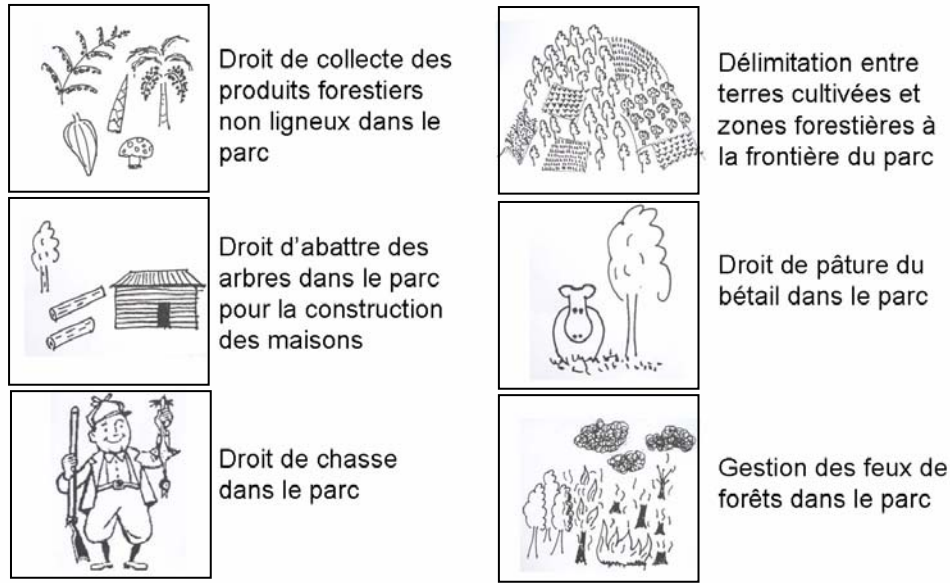 Droit de collecte des
produits forestiers
non ligneux dans le
parc
Délimitation entre
terres cultivées et
zones forestières à
la frontière du parc
Droit d'abattre des
arbres dans le parc
pour la construction
des maisons
Droit de pâture du
bétail dans le parc
Droit de chasse
dans le parc
Gestion des feux de
forêts dans le parc